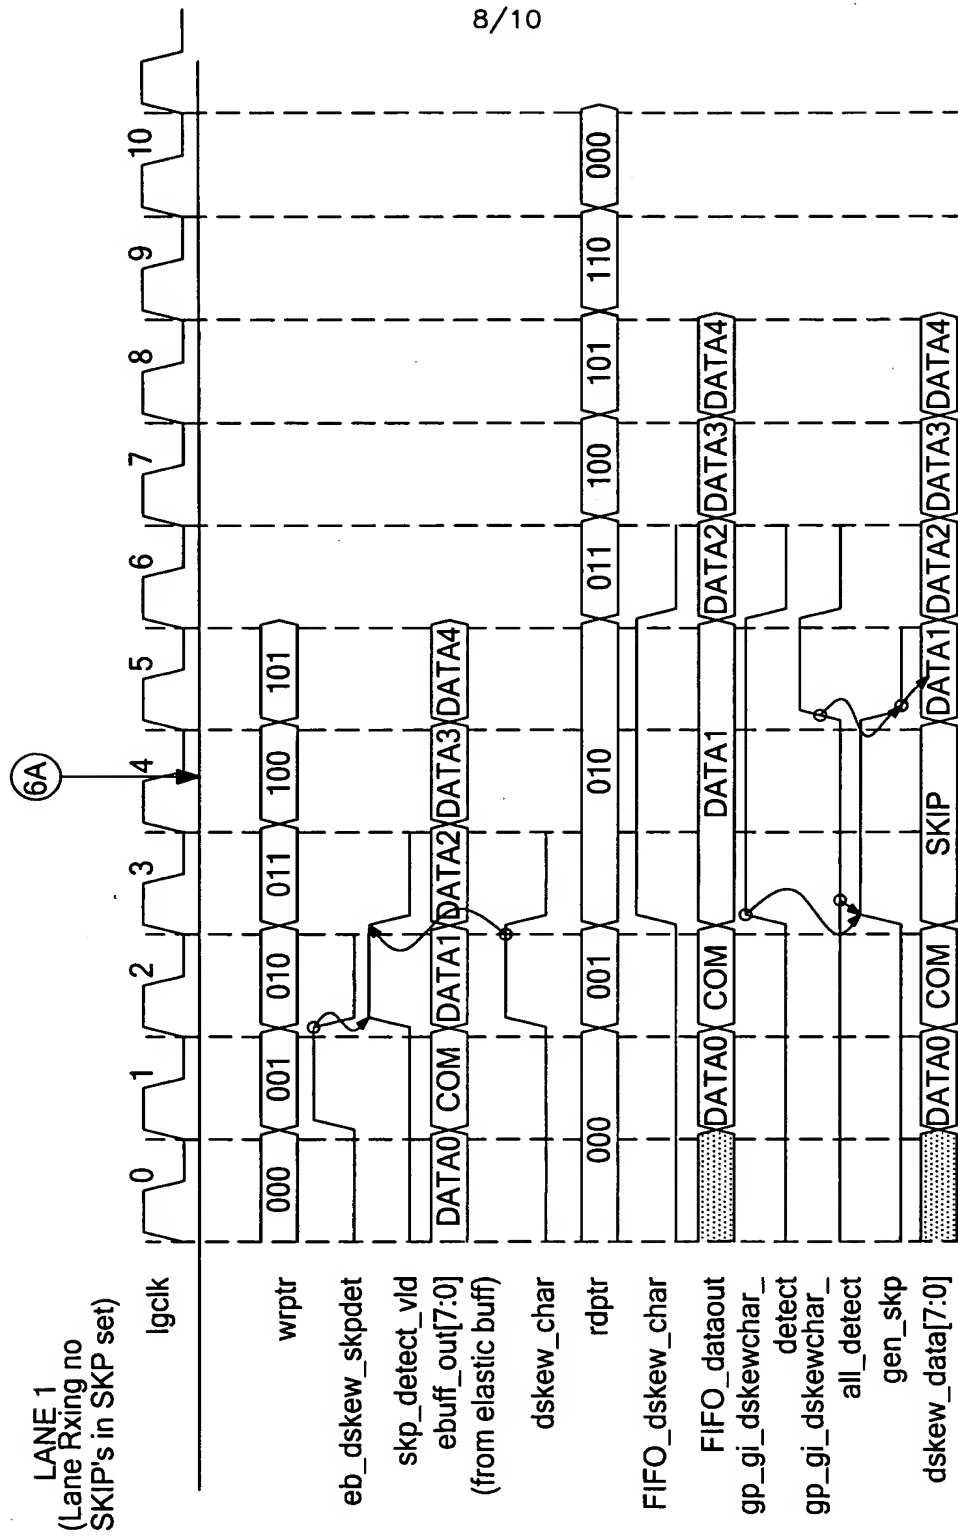 8/10
6A
LANE 1
(Lane Rxing no
SKIP's in SKP set)
lgclk
0 1 2 3 4 5 6 7 8 9 10
wrptr
000 001 010 011 100 101
eb_dskew_skpdet
skp_detect_vld
ebuff_out[7:0]
(from elastic buff)
DATA0 COM DATA1 DATA2 DATA3 DATA4
dskew_char
rdptr
000 001 010 011 100 101 110 000
FIFO_dskew_char
FIFO_dataout
DATA0 COM DATA1 DATA2 DATA3 DATA4
gp_gi_dskewchar_
detect
gp_gi_dskewchar_
all_detect
gen_skp
dskew_data[7:0]
DATA0 COM SKIP DATA1 DATA2 DATA3 DATA4